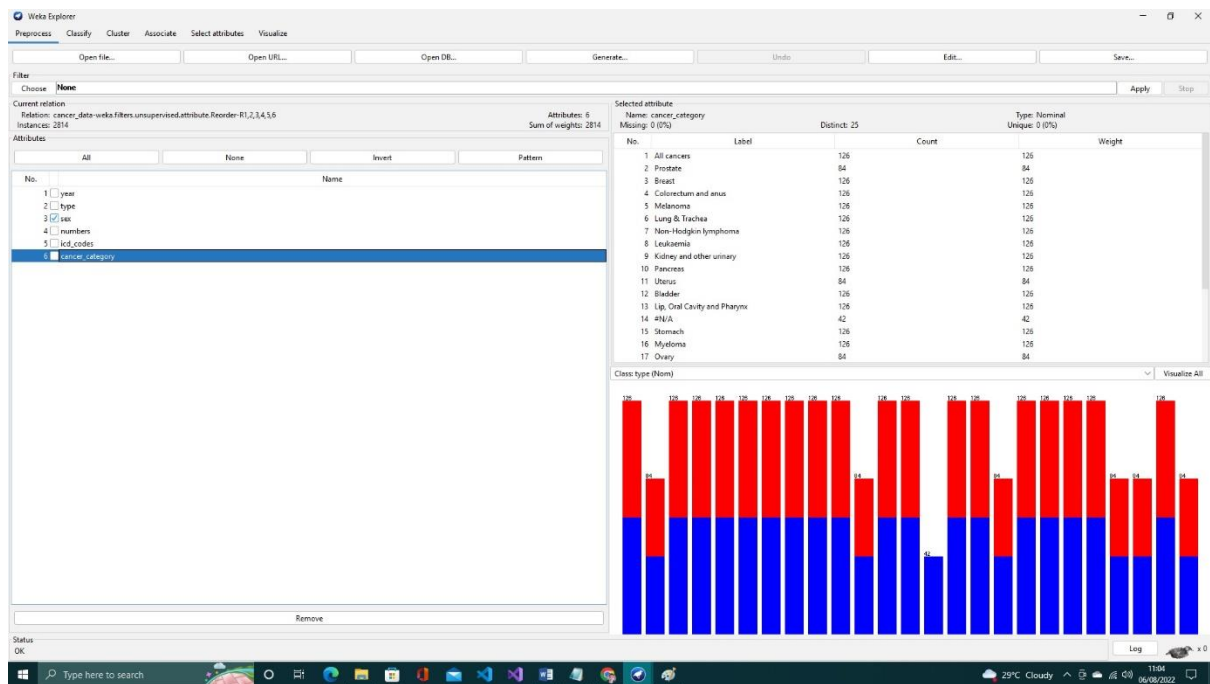 Weka Explorer
Preprocess Classify Cluster Associate Select attributes Visualize
Open file... Open URL... Open DB... Generate... Undo Edit... Save...
Filter
Choose None Apply Stop
Current relation
Relation: cancer_data-weka.filters.unsupervised.attribute.Reorder-R1,2,3,4,5,6 Attributes: 6
Instances: 2814 Sum of weights: 2814
Attributes
All None Invert Pattern
No. Name
1 year
2 type
3 sex
4 numbers
5 icd_codes
6 cancer_category
Remove
Selected attribute
Name: cancer_category Type: Nominal
Missing: 0 (0%) Distinct: 25 Unique: 0 (0%)
No. Label Count Weight
1 All cancers 126 126
2 Prostate 84 84
3 Breast 126 126
4 Colorectum and anus 126 126
5 Melanoma 126 126
6 Lung & Trachea 126 126
7 Non-Hodgkin lymphoma 126 126
8 Leukaemia 126 126
9 Kidney and other urinary 126 126
10 Pancreas 126 126
11 Uterus 84 84
12 Bladder 126 126
13 Lip, Oral Cavity and Pharynx 126 126
14 #N/A 42 42
15 Stomach 126 126
16 Myeloma 126 126
17 Ovary 84 84
Class: type (Nom) Visualize All
126 126 126 126 126 126 126 126 126 126 126 126 126 126 126 126 126
84 84 84 84 84 84
42
Status
OK Log x 0
Type here to search 29°C Cloudy 11:04
06/08/2022